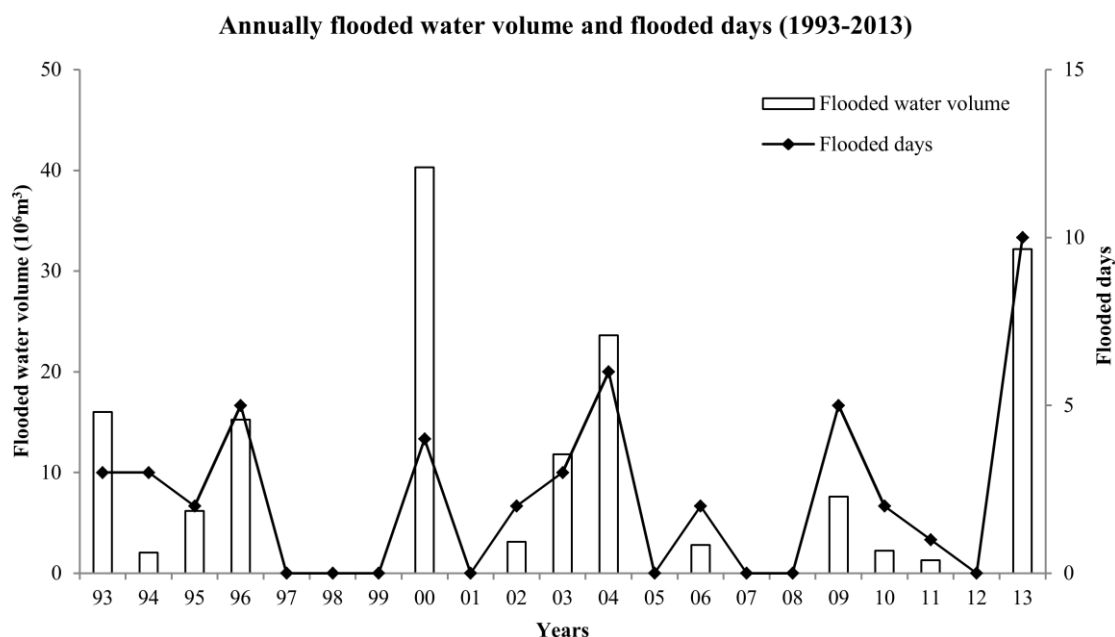 Annually flooded water volume and flooded days (1993-2013)
50
40
30
20
10
0
Flooded water volume (10⁶m³)
15
10
5
0
Flooded days
Flooded water volume
Flooded days
93 94 95 96 97 98 99 00 01 02 03 04 05 06 07 08 09 10 11 12 13
Years